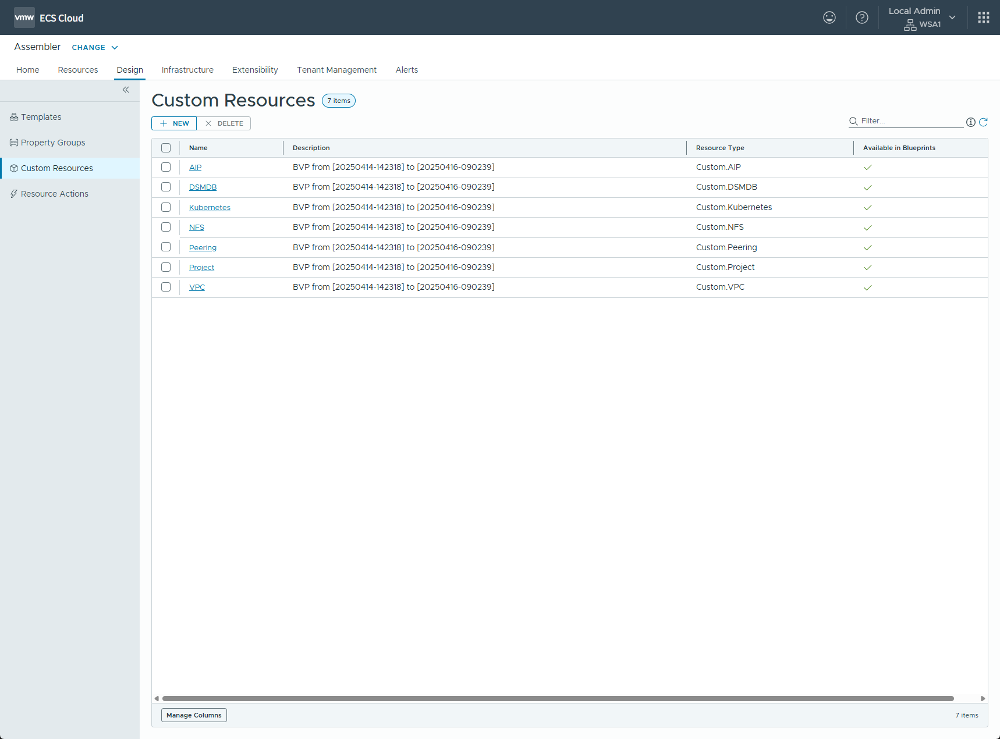 vmw ECS Cloud
Local Admin
WSA1
Assembler CHANGE
Home Resources Design Infrastructure Extensibility Tenant Management Alerts
Templates
Property Groups
Custom Resources
Resource Actions
Custom Resources 7 items
NEW DELETE
Filter...
Name Description Resource Type Available in Blueprints
AIP BVP from [20250414-142318] to [20250416-090239] Custom.AIP
DSMDB BVP from [20250414-142318] to [20250416-090239] Custom.DSMDB
Kubernetes BVP from [20250414-142318] to [20250416-090239] Custom.Kubernetes
NFS BVP from [20250414-142318] to [20250416-090239] Custom.NFS
Peering BVP from [20250414-142318] to [20250416-090239] Custom.Peering
Project BVP from [20250414-142318] to [20250416-090239] Custom.Project
VPC BVP from [20250414-142318] to [20250416-090239] Custom.VPC
Manage Columns 7 items